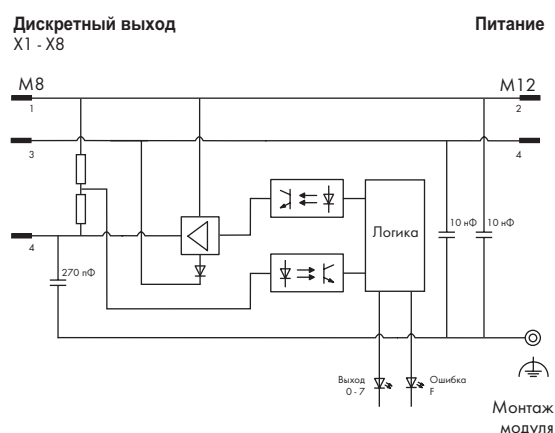 Дискретный выход
X1 - X8
Питание
M8
M12
1
2
3
4
4
270 пФ
Логика
10 нФ
10 нФ
Выход
0 - 7
Ошибка
F
Монтаж
модуля